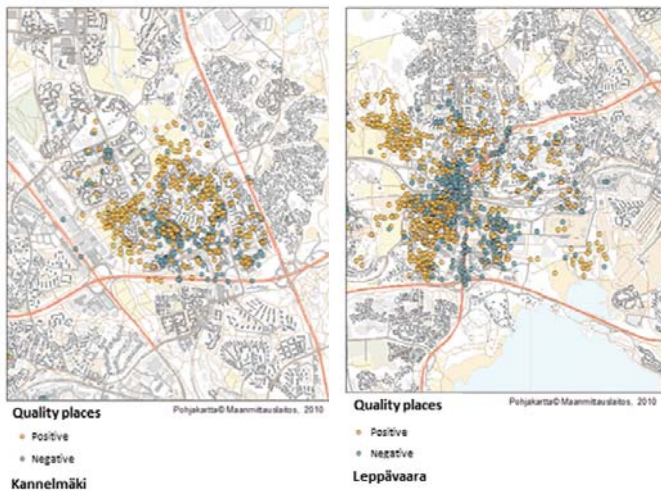 Quality places
Pohjakartta© Maanmittauslaitos, 2010
Positive
Negative
Kannelmäki
Quality places
Pohjakartta© Maanmittauslaitos, 2010
Positive
Negative
Leppävaara